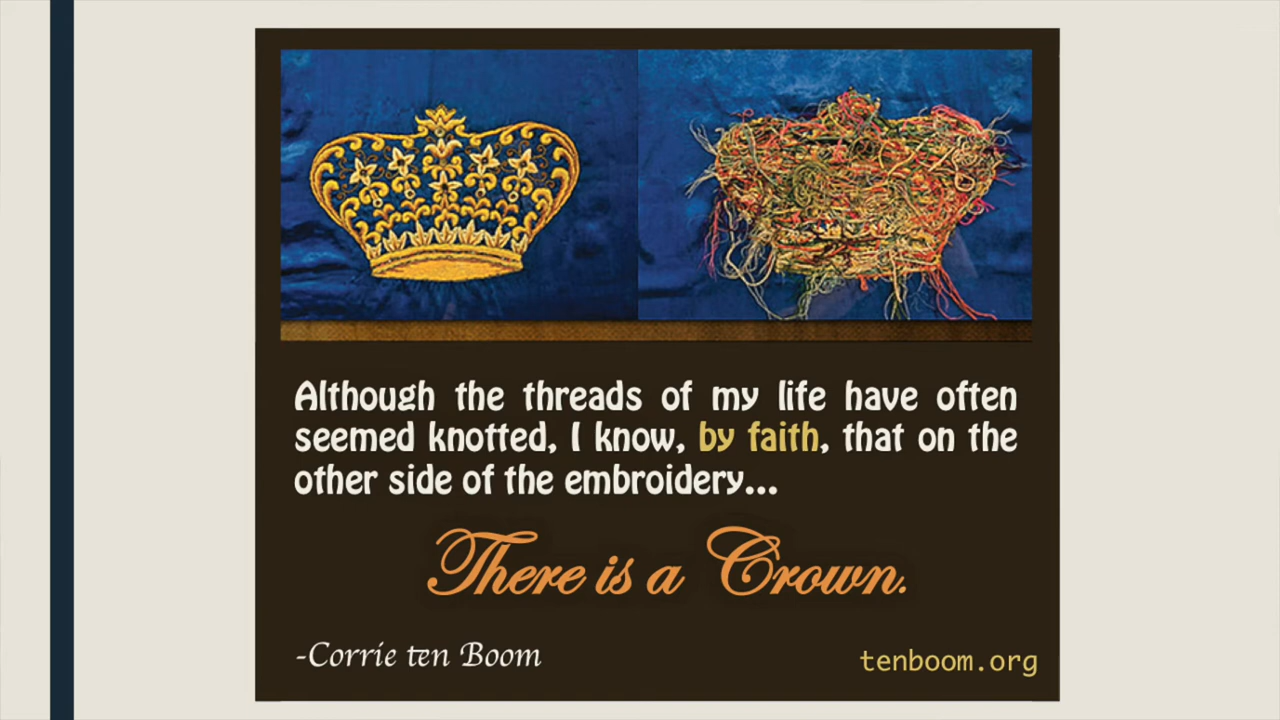 Although the threads of my life have often
seemed knotted, I know, by faith, that on the
other side of the embroidery...
There is a Crown.
-Corrie ten Boom
tenboom.org